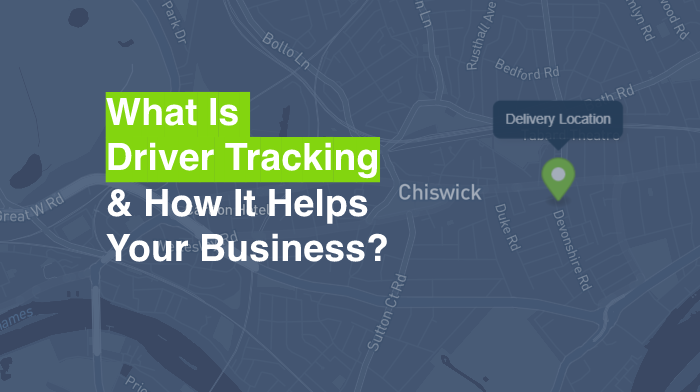 Park Dr
Bollo Ln
Rusthall Ave
Bedford Rd
What Is
Driver Tracking
& How It Helps
Your Business?
Delivery Location
Chiswick
Great W Rd
Duke Rd
Devonshire Rd
Sutton Ct Rd